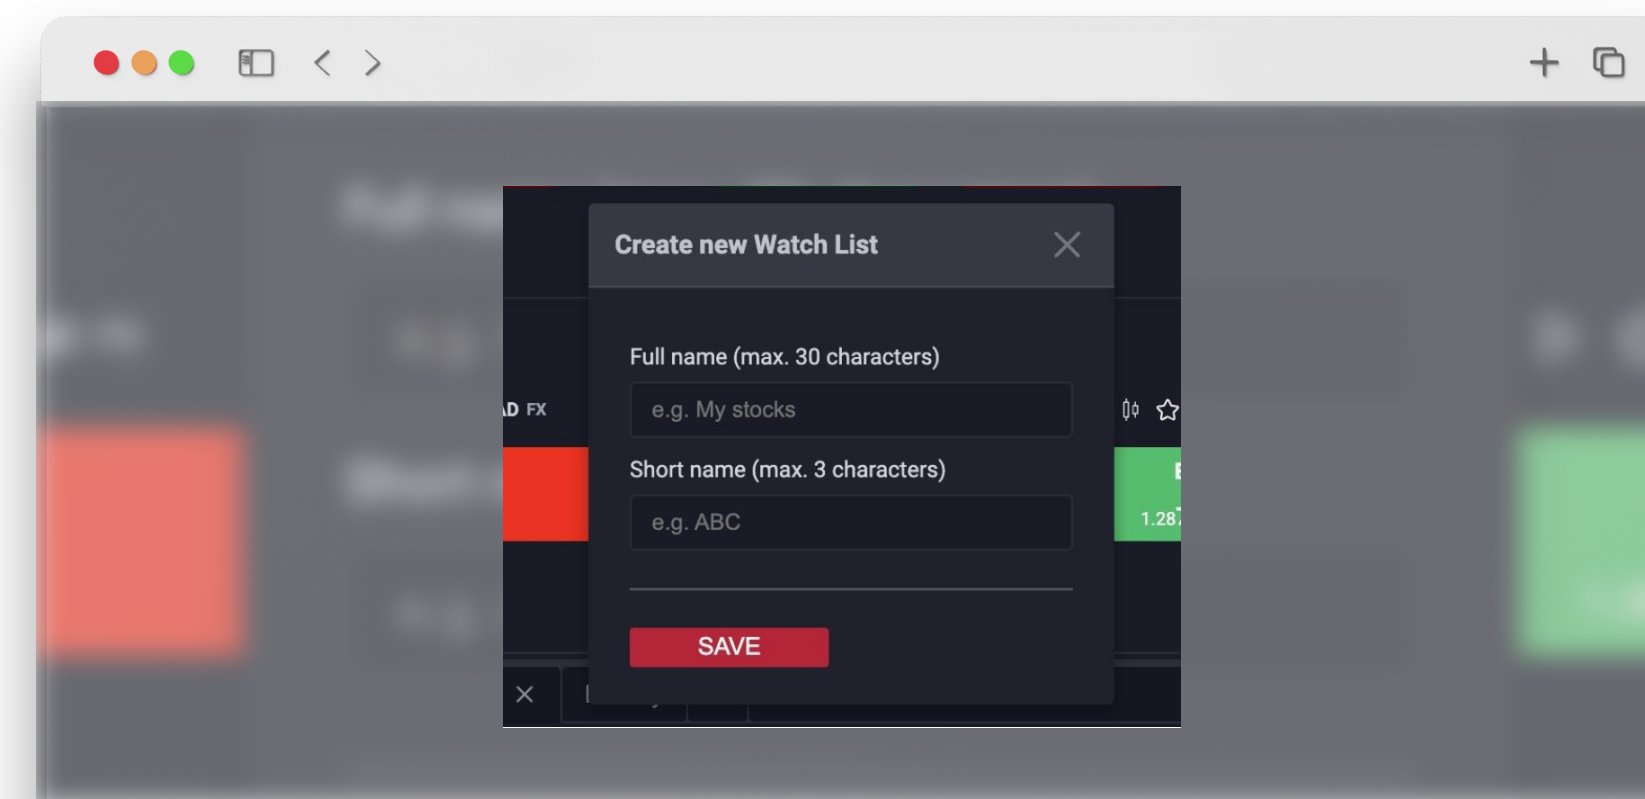 Create new Watch List
Full name (max. 30 characters)
e.g. My stocks
FX
Short name (max. 3 characters)
e.g. ABC
1.28
SAVE